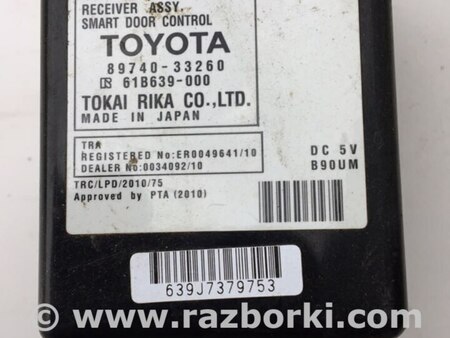 RECEIVER ASSY.
SMART DOOR CONTROL
TOYOTA
89740-33260
61B639-000
TOKAI RIKA CO.,LTD.
MADE IN JAPAN
TRA
REGISTERED No:ER0049641/10
DEALER No:0034092/10
DC 5V
B90UM
TRC/LPD/2010/75
Approved by PTA (2010)
639J7379753
www.razborki.com